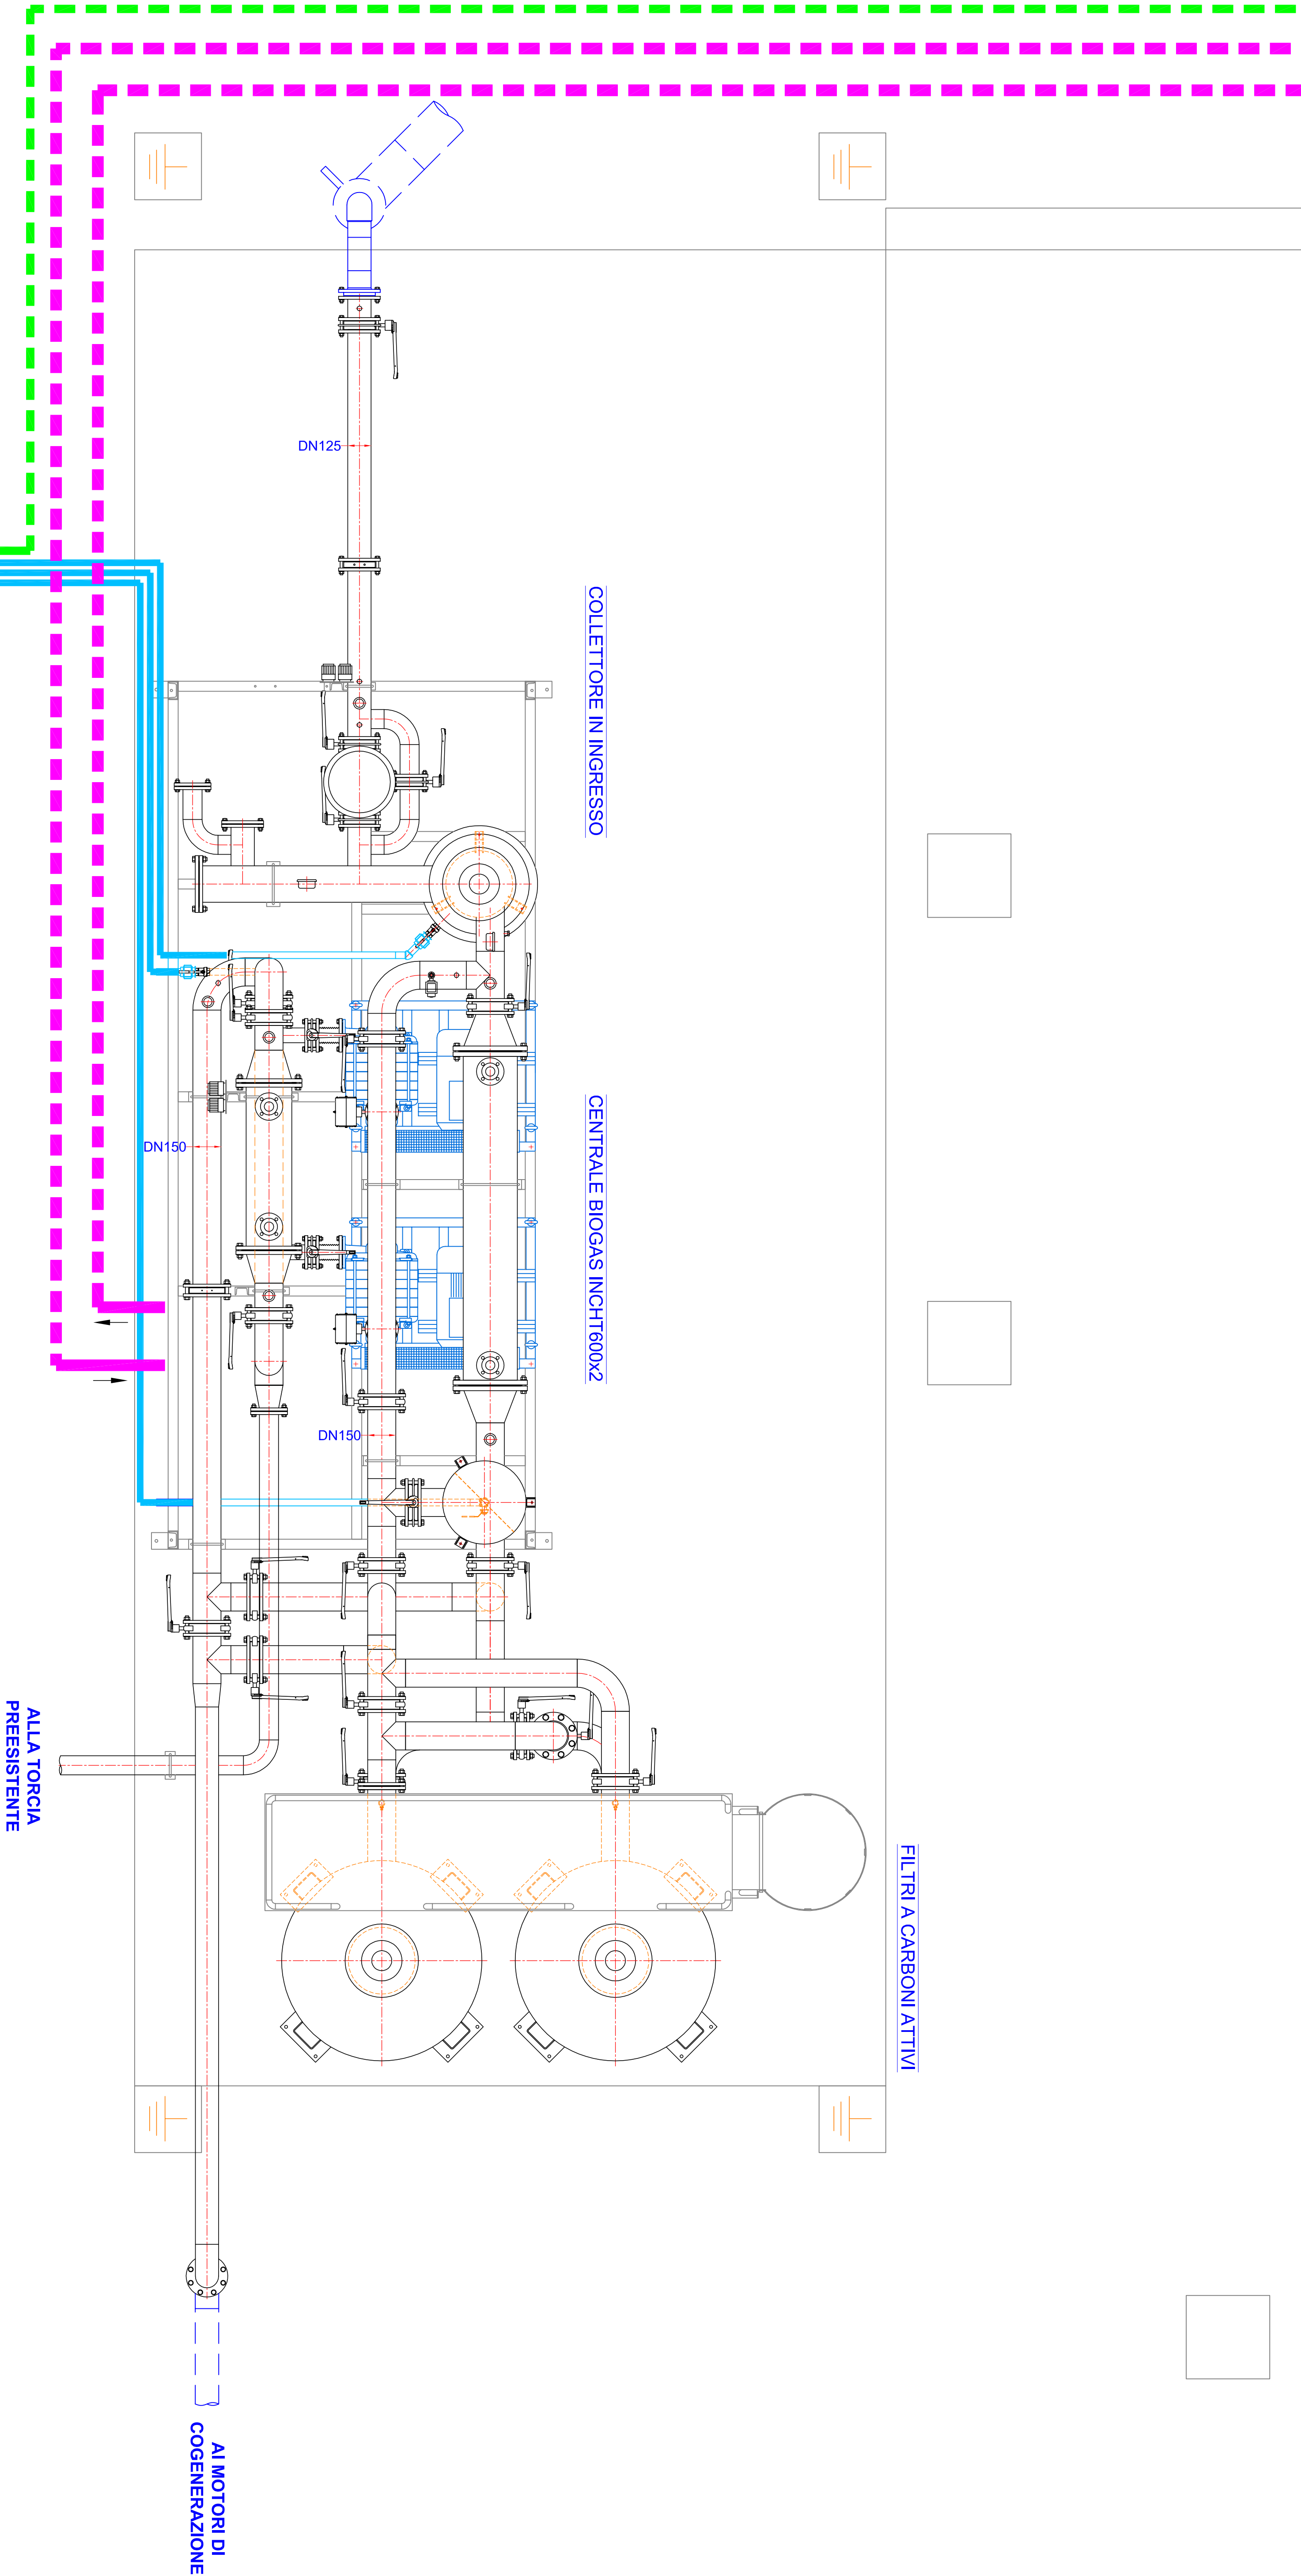 DN125
COLLETTORE IN INGRESSO
CENTRALE BIOGAS INCHT600x2
DN150
DN150
ALLA TORCIA
PREESISTENTE
FILTRI A CARBONI ATTIVI
AI MOTORI DI
COGENERAZIONE